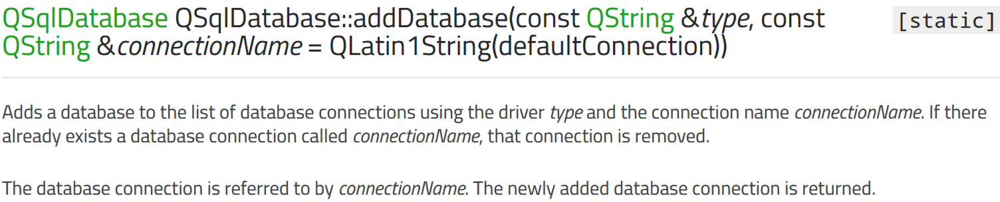 QSqlDatabase QSqlDatabase::addDatabase(const QString &type, const [static]
QString &connectionName = QLatin1String(defaultConnection))
Adds a database to the list of database connections using the driver type and the connection name connectionName. If there
already exists a database connection called connectionName, that connection is removed.
The database connection is referred to by connectionName. The newly added database connection is returned.